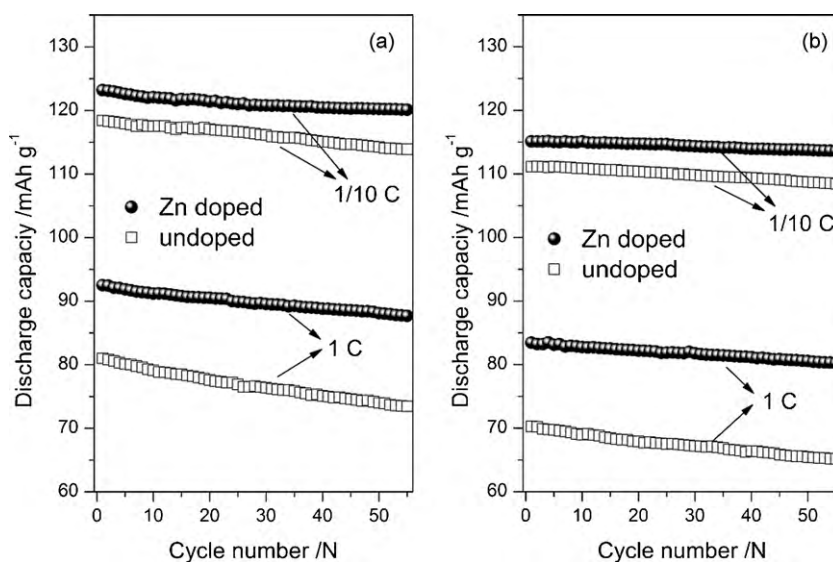 (a)
135
130
120
110
100
90
80
70
60
1/10 C
Zn doped
undoped
1 C
0 10 20 30 40 50
Cycle number /N
Discharge capaciy /mAh g⁻¹
(b)
130
120
110
100
90
80
70
60
1/10 C
Zn doped
undoped
1 C
0 10 20 30 40 50
Cycle number /N
Discharge capaciy /mAh g⁻¹